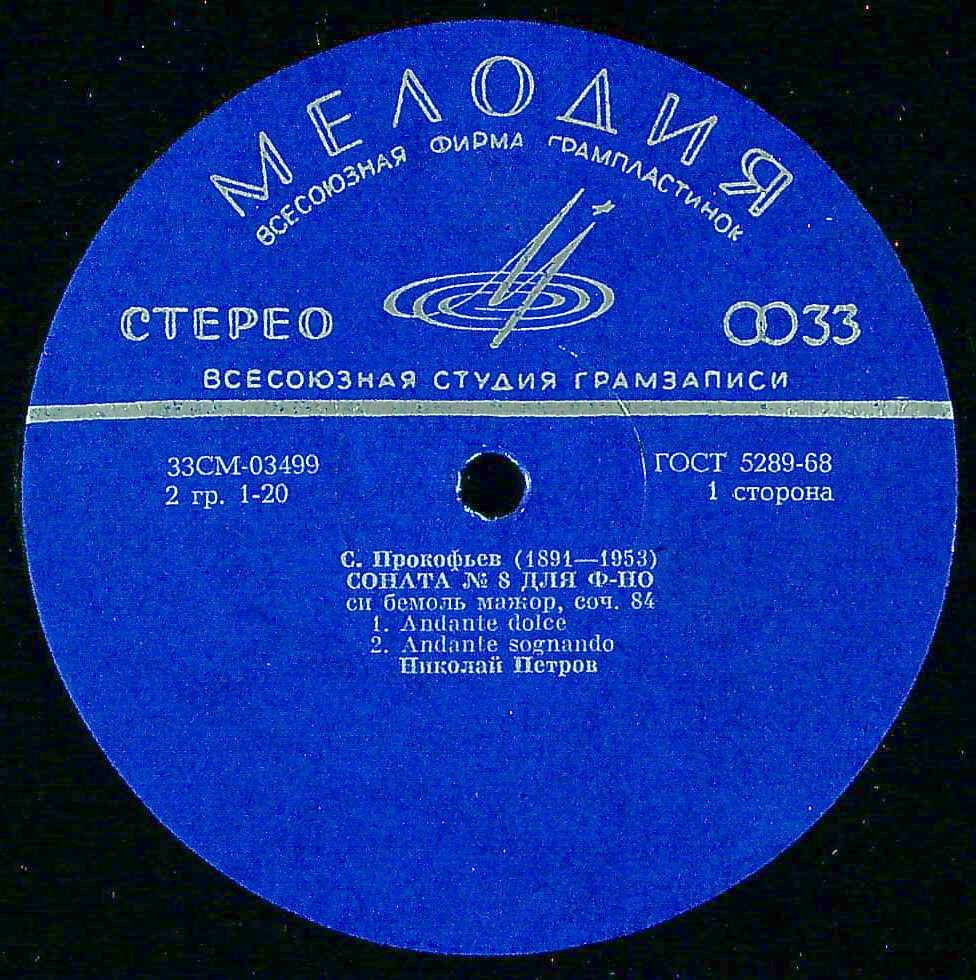 МЕЛОДИЯ
ВСЕСОЮЗНАЯ ФИРМА ГРАМПЛАСТИНОК
СТЕРЕО
33
ВСЕСОЮЗНАЯ СТУДИЯ ГРАМЗАПИСИ
33СМ-03499
ГОСТ 5289-68
2 гр. 1-20
1 сторона
С. Прокофьев (1891—1953)
СОНАТА № 8 ДЛЯ Ф-ПО
си бемоль мажор, соч. 84
1. Andante dolce
2. Andante sognando
Николай Петров